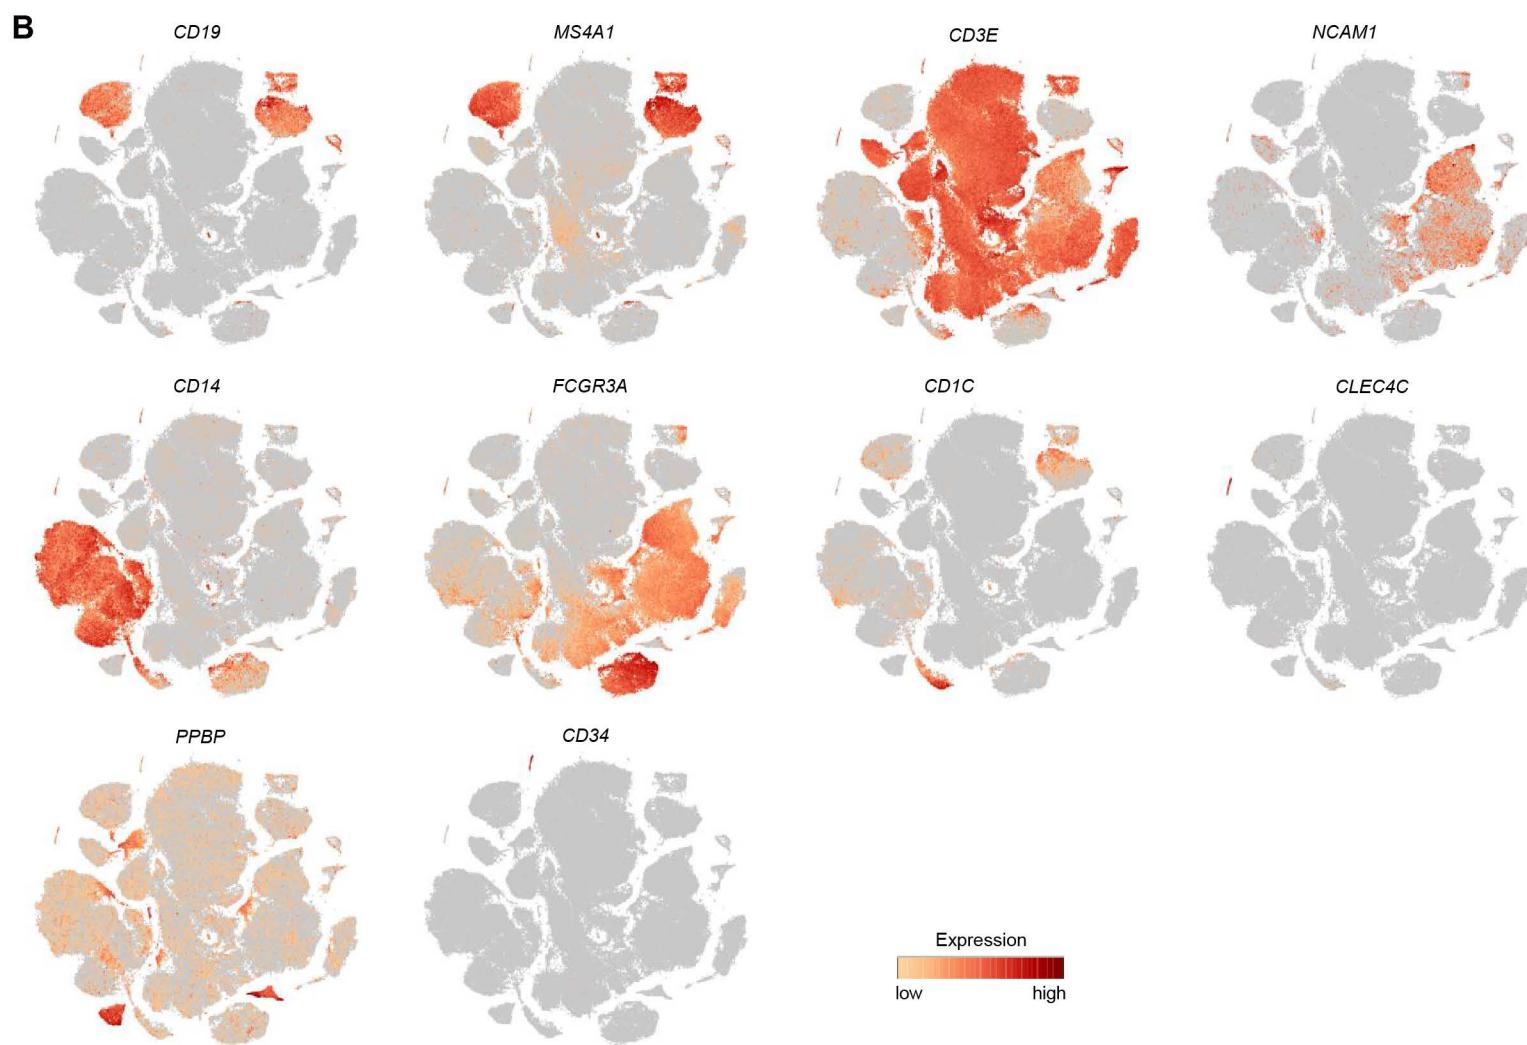 B
CD19
MS4A1
CD3E
NCAM1
CD14
FCGR3A
CD1C
CLEC4C
PPBP
CD34
Expression
low
high